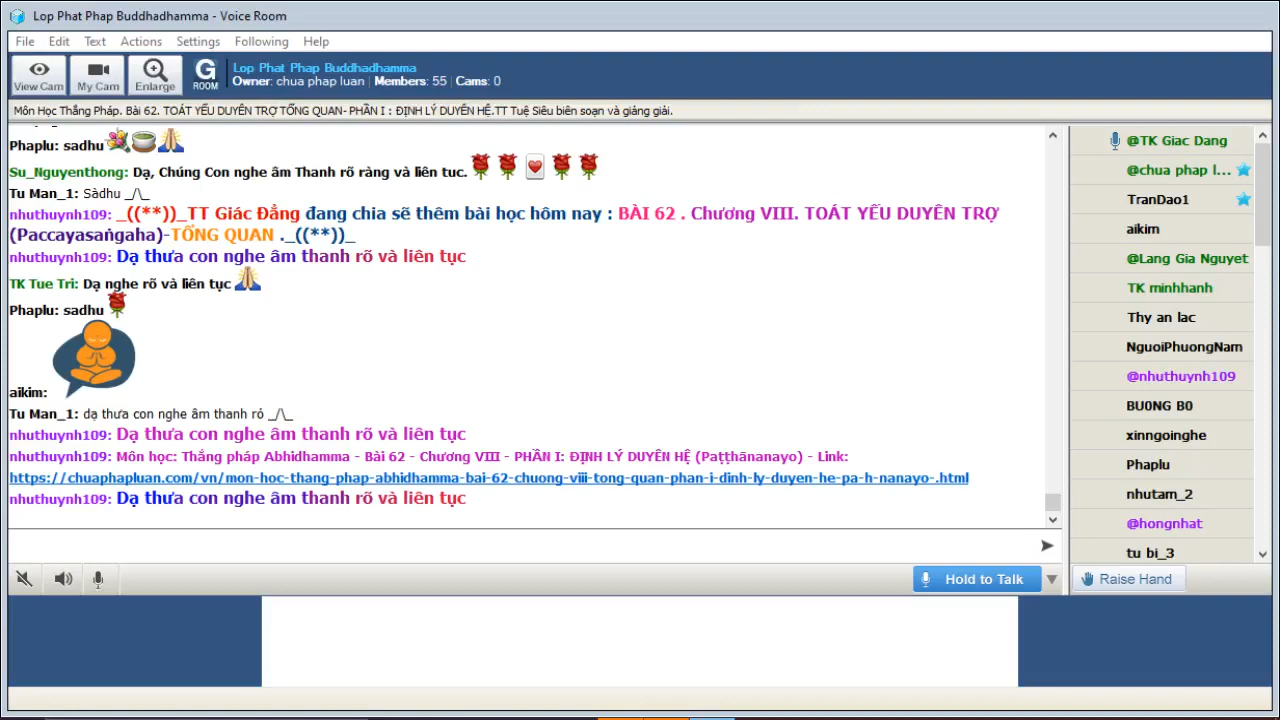 Lop Phat Phap Buddhadhamma - Voice Room
File Edit Text Actions Settings Following Help
View Cam My Cam Enlarge G ROOM
Lop Phat Phap Buddhadhamma
Owner: chua phap luan | Members: 55 | Cams: 0
Môn Học Thắng Pháp. Bài 62. TOÁT YẾU DUYÊN TRỢ TỔNG QUAN- PHẦN I : ĐỊNH LÝ DUYÊN HỆ.TT Tuệ Siêu biên soạn và giảng giải.
Phaplu: sadhu
Su_Nguyenthong: Dạ, Chúng Con nghe âm Thanh rõ ràng và liên tuc.
Tu Man_1: Sàdhu _/\_
nhuthuynh109: _((**))_TT Giác Đẳng đang chia sẽ thêm bài học hôm nay : BÀI 62 . Chương VIII. TOÁT YẾU DUYÊN TRỢ
(Paccayasaṅgaha)-TỔNG QUAN ._((**))_
nhuthuynh109: Dạ thưa con nghe âm thanh rõ và liên tục
TK Tue Tri: Dạ nghe rõ và liên tục
Phaplu: sadhu
aikim:
Tu Man_1: dạ thưa con nghe âm thanh ró _/\_
nhuthuynh109: Dạ thưa con nghe âm thanh rõ và liên tục
nhuthuynh109: Môn học: Thắng pháp Abhidhamma - Bài 62 - Chương VIII - PHẦN I: ĐỊNH LÝ DUYÊN HỆ (Paṭṭhānanayo) - Link:
https://chuaphapluan.com/vn/mon-hoc-thang-phap-abhidhamma-bai-62-chuong-viii-tong-quan-phan-i-dinh-ly-duyen-he-pa-h-nanayo-.html
nhuthuynh109: Dạ thưa con nghe âm thanh rõ và liên tục
Hold to Talk
@TK Giac Dang
@chua phap l...
TranDao1
aikim
@Lang Gia Nguyet
TK minhhanh
Thy an lac
NguoiPhuongNam
@nhuthuynh109
BU0NG B0
xinngoinghe
Phaplu
nhutam_2
@hongnhat
tu bi_3
Raise Hand